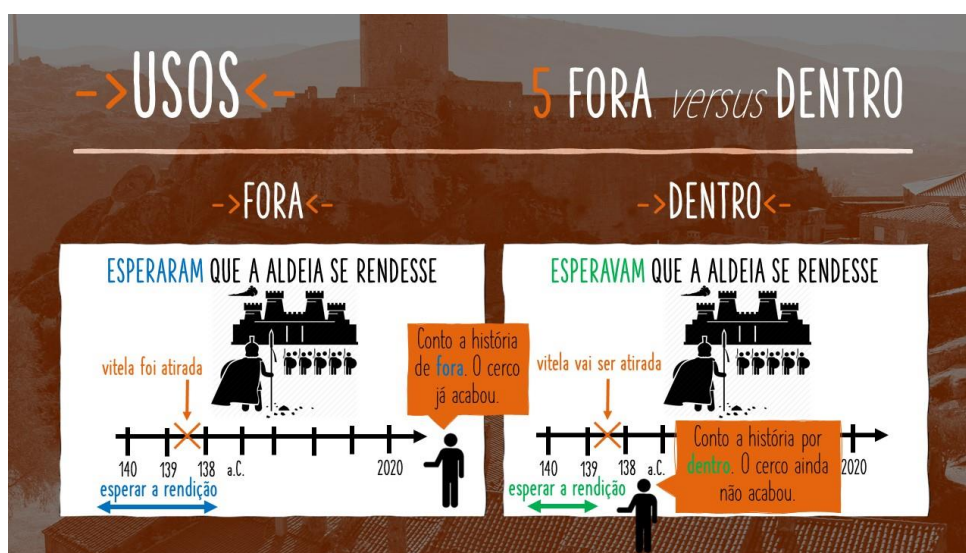 ->USOS<-
5 FORA versus DENTRO
->FORA<-
ESPERARAM QUE A ALDEIA SE RENDESSE
vitela foi atirada
Conto a história
de fora. O cerco
já acabou.
140 139 138 a.C. 2020
esperar a rendição
->DENTRO<-
ESPERAVAM QUE A ALDEIA SE RENDESSE
vitela vai ser atirada
Conto a história por
dentro. O cerco ainda
não acabou.
140 139 138 a.C. 2020
esperar a rendição